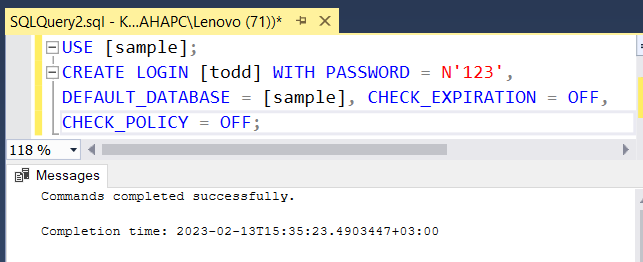 SQLQuery2.sql - K...AHAPC\Lenovo (71))*
USE [sample];
CREATE LOGIN [todd] WITH PASSWORD = N'123',
DEFAULT_DATABASE = [sample], CHECK_EXPIRATION = OFF,
CHECK_POLICY = OFF;
118 %
Messages
Commands completed successfully.
Completion time: 2023-02-13T15:35:23.4903447+03:00